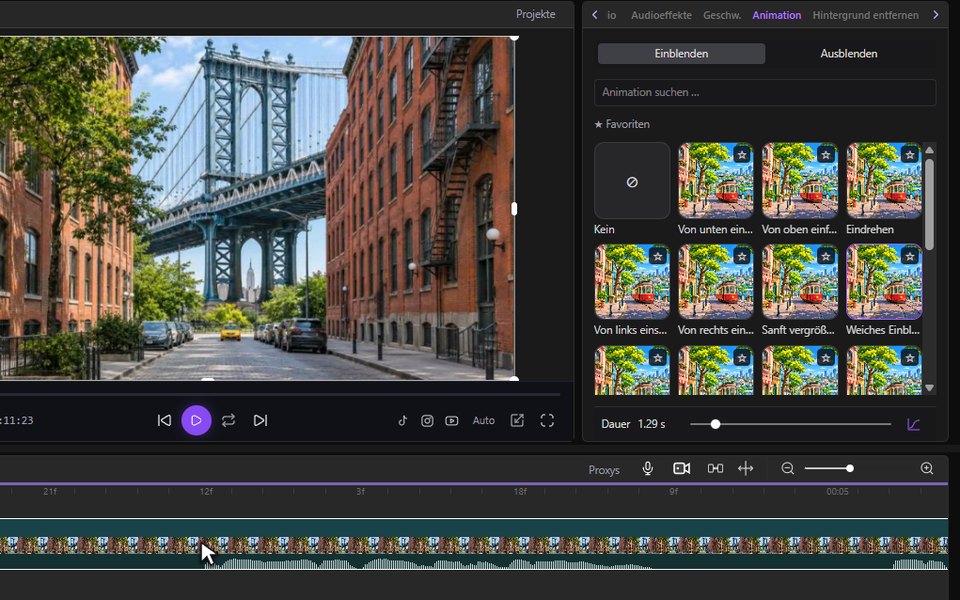 Projekte
io Audioeffekte Geschw. Animation Hintergrund entfernen
Einblenden Ausblenden
Animation suchen ...
★ Favoriten
Kein Von unten ein... Von oben einf... Eindrehen
Von links eins... Von rechts ein... Sanft vergröß... Weiches Einbl...
:11:23 Auto
Dauer 1.29 s
Proxys
21f 12f 3f 18f 9f 00:05